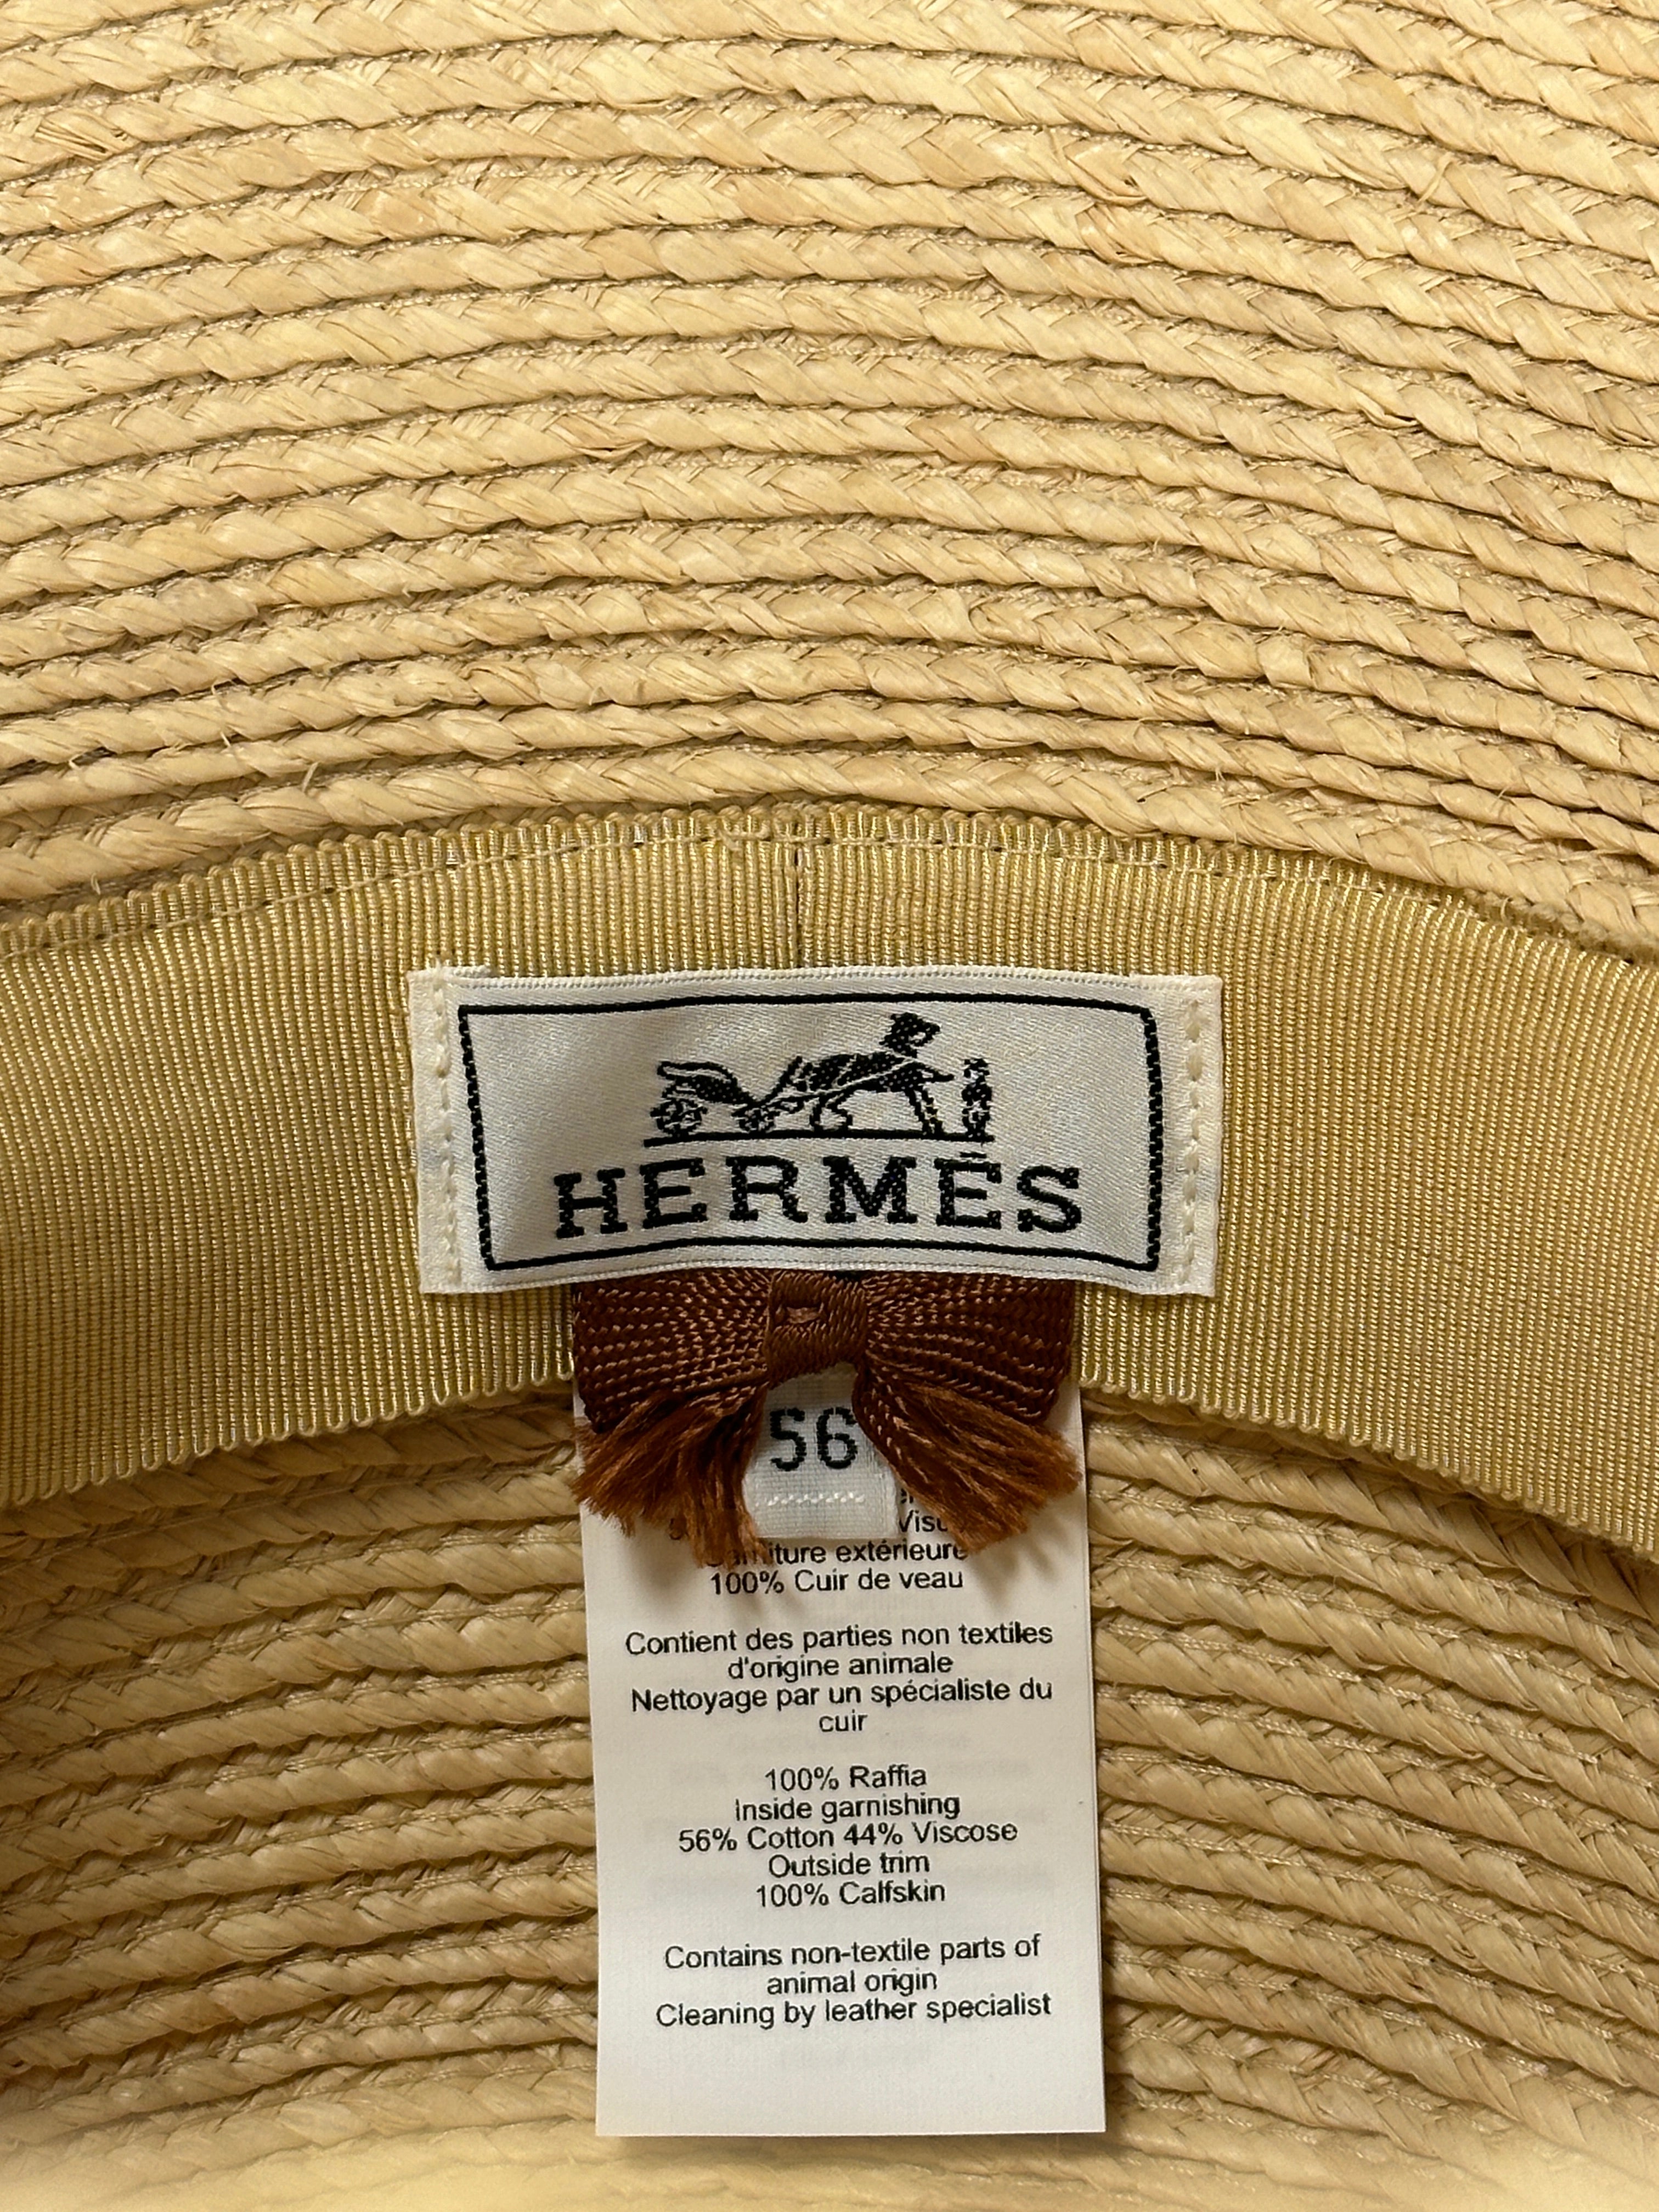 HERMÈS
56
extérieure
100% Cuir de veau
Contient des parties non textiles
d'origine animale
Nettoyage par un spécialiste du
cuir
100% Raffia
Inside garnishing
56% Cotton 44% Viscose
Outside trim
100% Calfskin
Contains non-textile parts of
animal origin
Cleaning by leather specialist